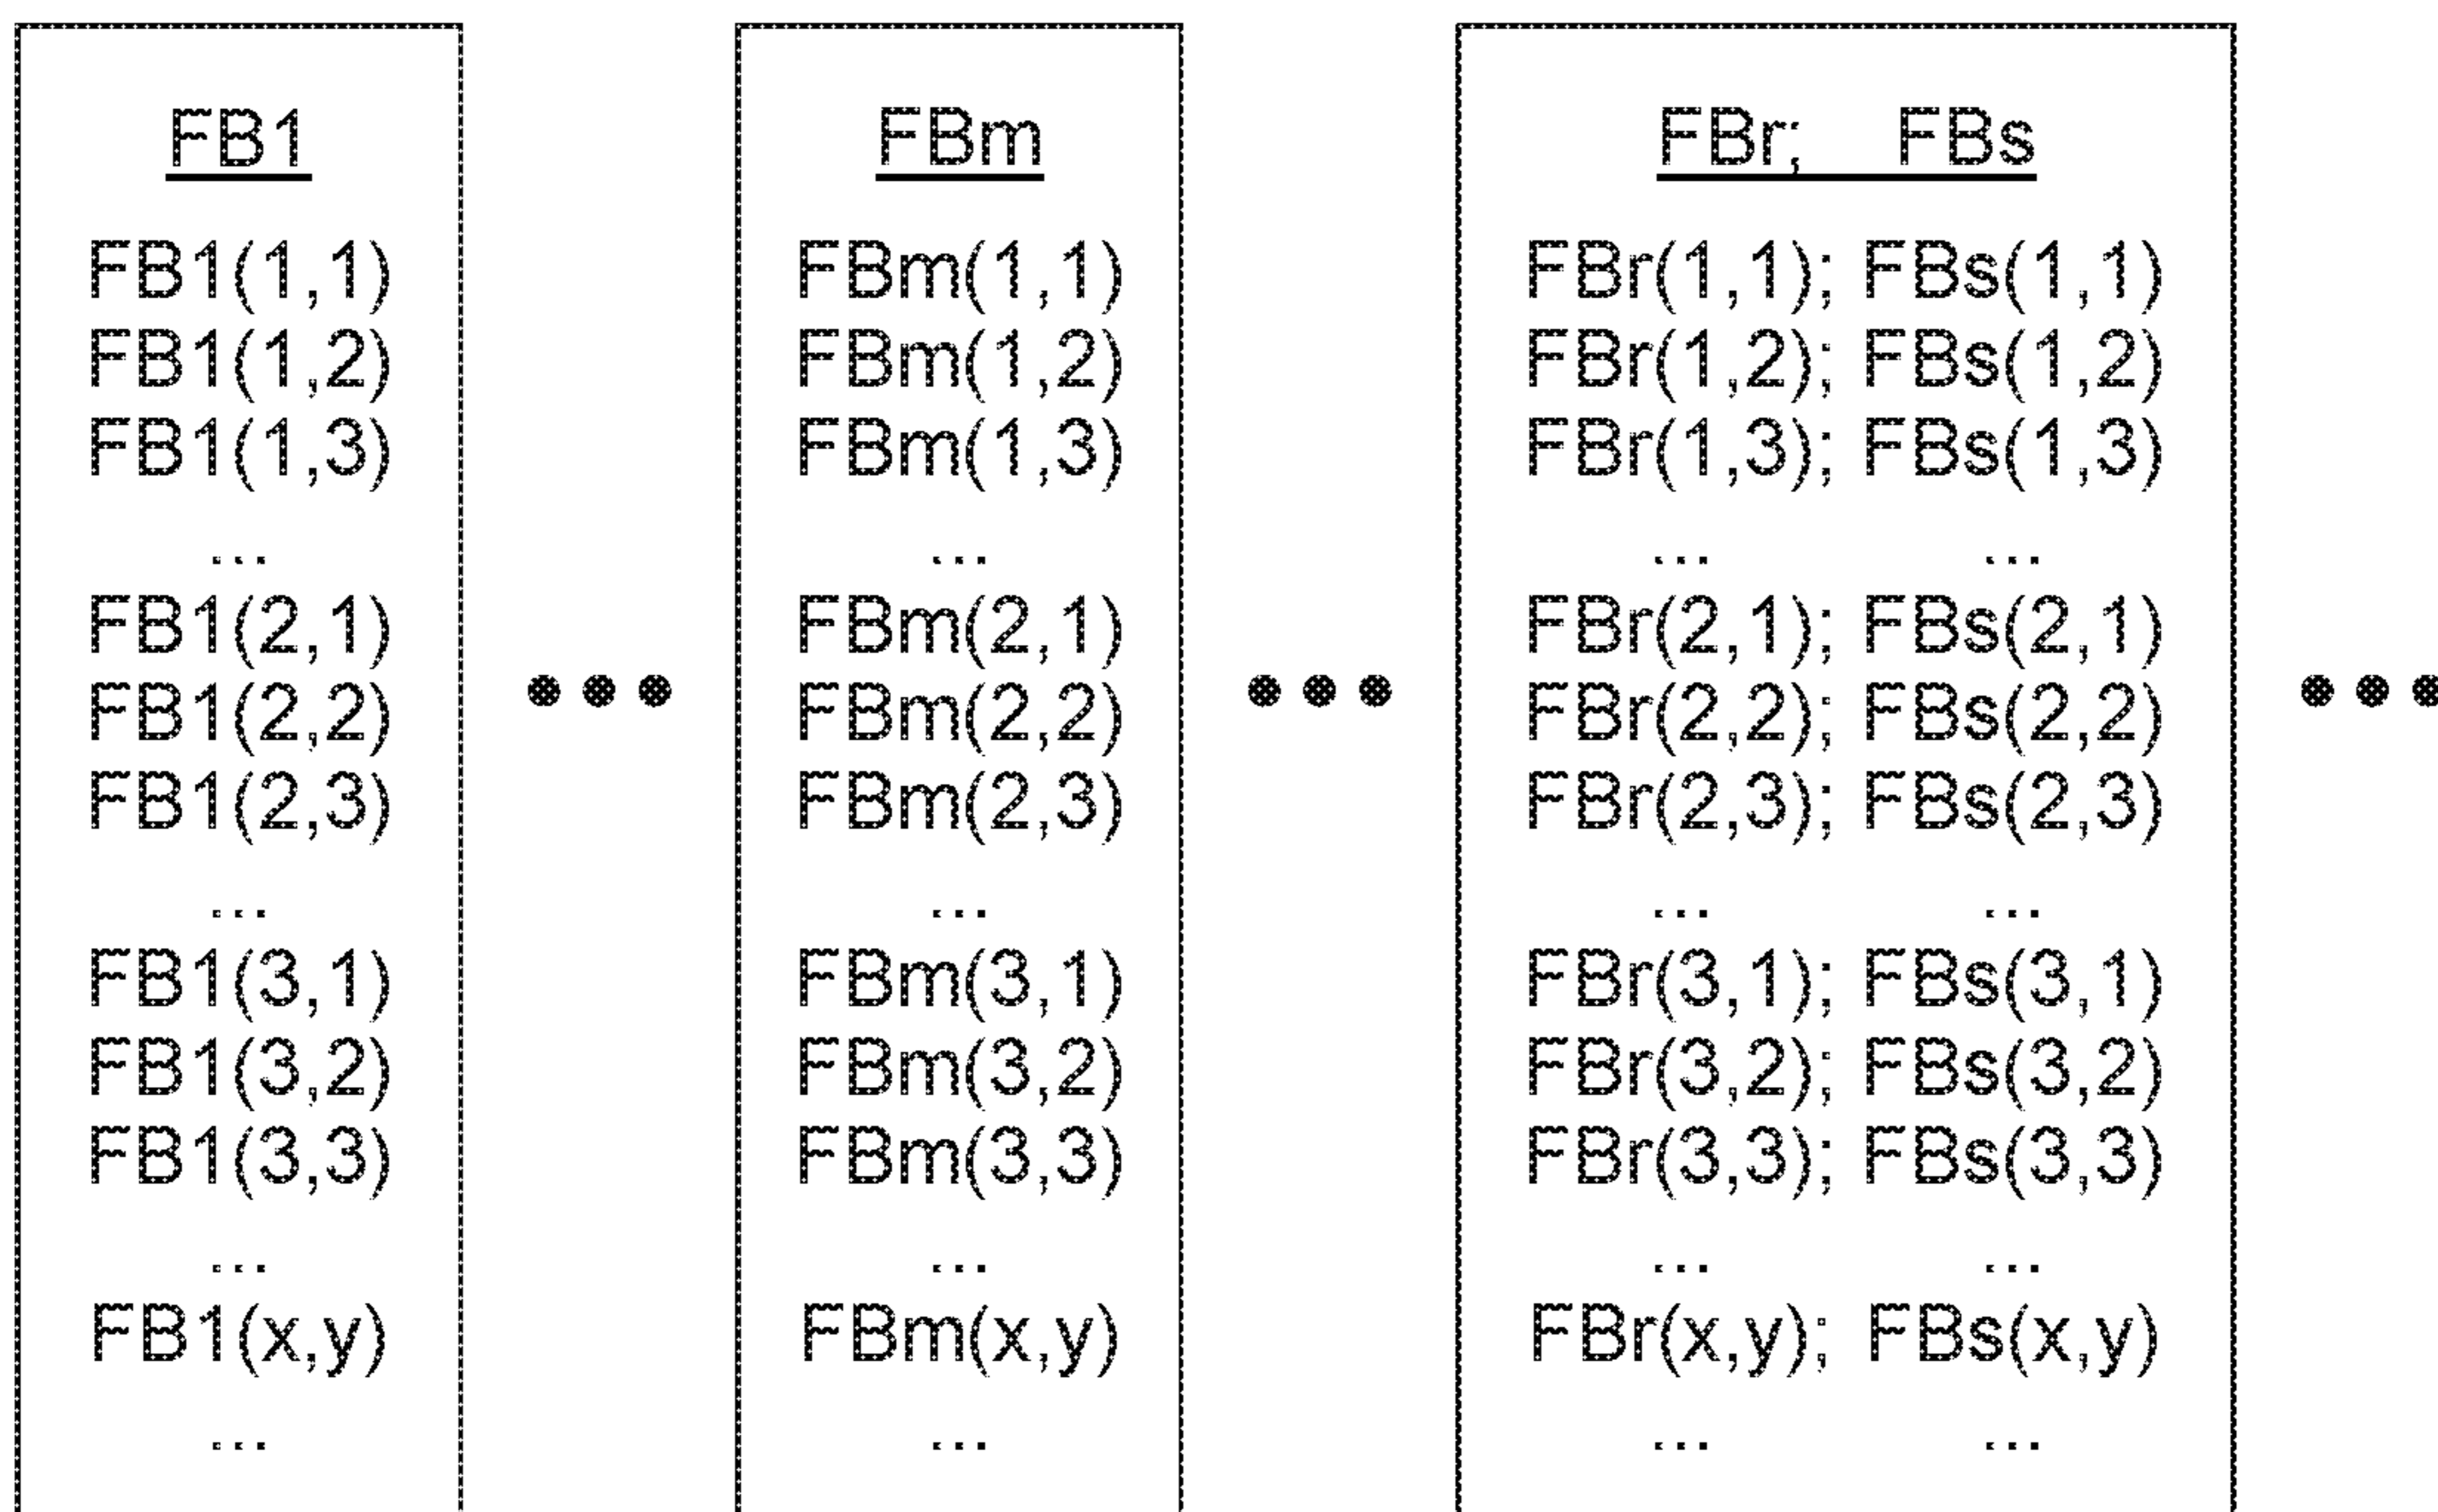 FB1
FB1(1,1)
FB1(1,2)
FB1(1,3)
...
FB1(2,1)
FB1(2,2)
FB1(2,3)
...
FB1(3,1)
FB1(3,2)
FB1(3,3)
...
FB1(x,y)
...
FBm
FBm(1,1)
FBm(1,2)
FBm(1,3)
...
FBm(2,1)
FBm(2,2)
FBm(2,3)
...
FBm(3,1)
FBm(3,2)
FBm(3,3)
...
FBm(x,y)
...
FBr; FBs
FBr(1,1); FBs(1,1)
FBr(1,2); FBs(1,2)
FBr(1,3); FBs(1,3)
... ...
FBr(2,1); FBs(2,1)
FBr(2,2); FBs(2,2)
FBr(2,3); FBs(2,3)
... ...
FBr(3,1); FBs(3,1)
FBr(3,2); FBs(3,2)
FBr(3,3); FBs(3,3)
... ...
FBr(x,y); FBs(x,y)
... ...